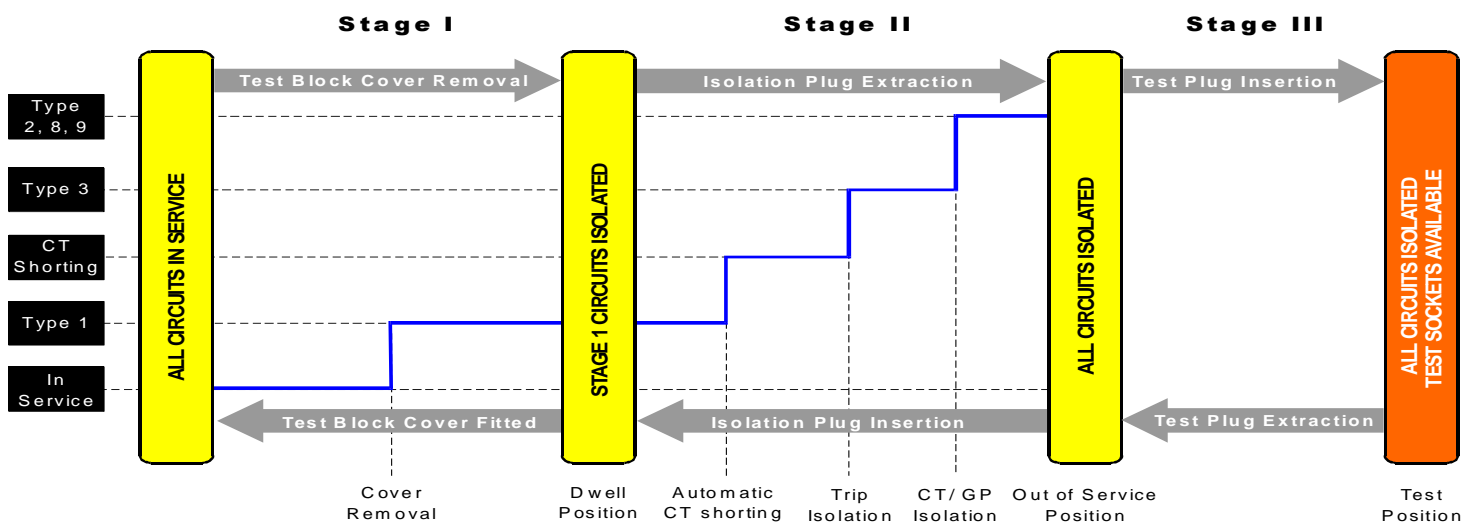 Stage I
Stage II
Stage III
Test Block Cover Removal
Isolation Plug Extraction
Test Plug Insertion
Type
2, 8, 9
Type 3
CT
Shorting
Type 1
In
Service
ALL CIRCUITS IN SERVICE
STAGE 1 CIRCUITS ISOLATED
ALL CIRCUITS ISOLATED
ALL CIRCUITS ISOLATED
TEST SOCKETS AVAILABLE
Test Block Cover Fitted
Isolation Plug Insertion
Test Plug Extraction
Cover
Removal
Dwell
Position
Automatic
CT shorting
Trip
Isolation
CT/ GP
Isolation
Out of Service
Position
Test
Position